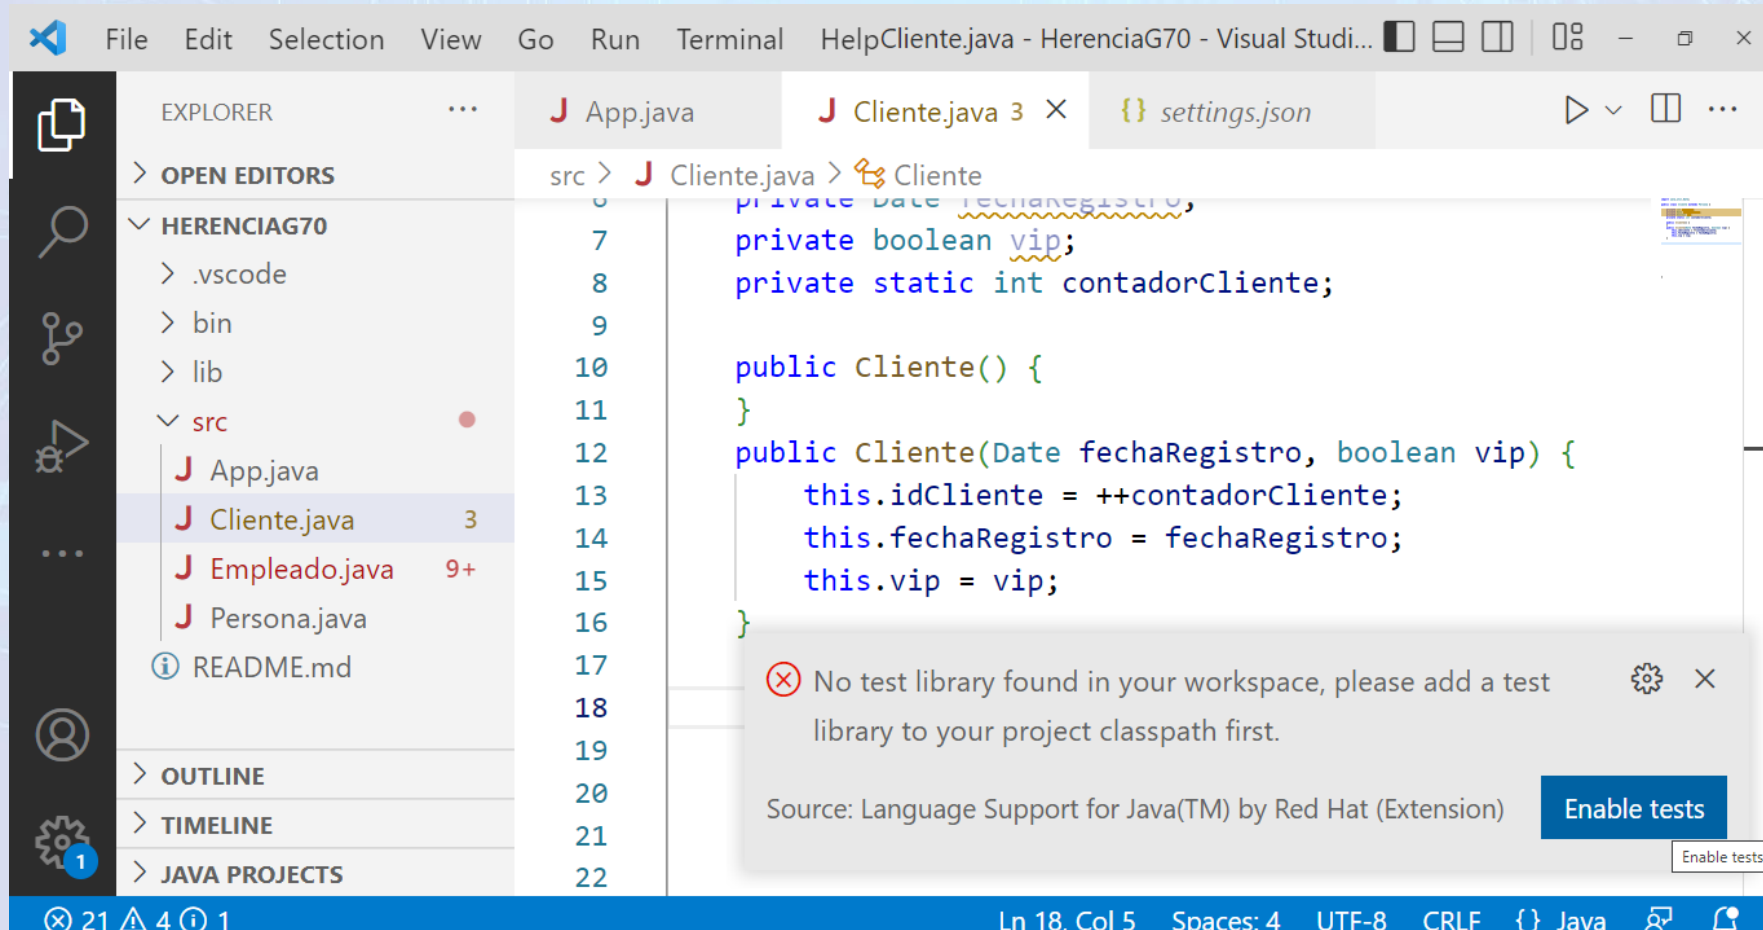 File Edit Selection View Go Run Terminal Help Cliente.java - HerenciaG70 - Visual Studi...
EXPLORER ...
App.java
Cliente.java 3
{} settings.json
OPEN EDITORS
src > Cliente.java > Cliente
HERENCIAG70
.vscode
bin
lib
src
App.java
Cliente.java 3
Empleado.java 9+
Persona.java
README.md
OUTLINE
TIMELINE
JAVA PROJECTS
1
6 private Date fechaRegistro;
7 private boolean vip;
8 private static int contadorCliente;
9
10 public Cliente() {
11 }
12 public Cliente(Date fechaRegistro, boolean vip) {
13 this.idCliente = ++contadorCliente;
14 this.fechaRegistro = fechaRegistro;
15 this.vip = vip;
16 }
17
18
19
20
21
22
No test library found in your workspace, please add a test
library to your project classpath first.
Source: Language Support for Java(TM) by Red Hat (Extension)
Enable tests
Enable tests
21 4 1 Ln 18, Col 5 Spaces: 4 UTF-8 CRLF {} Java